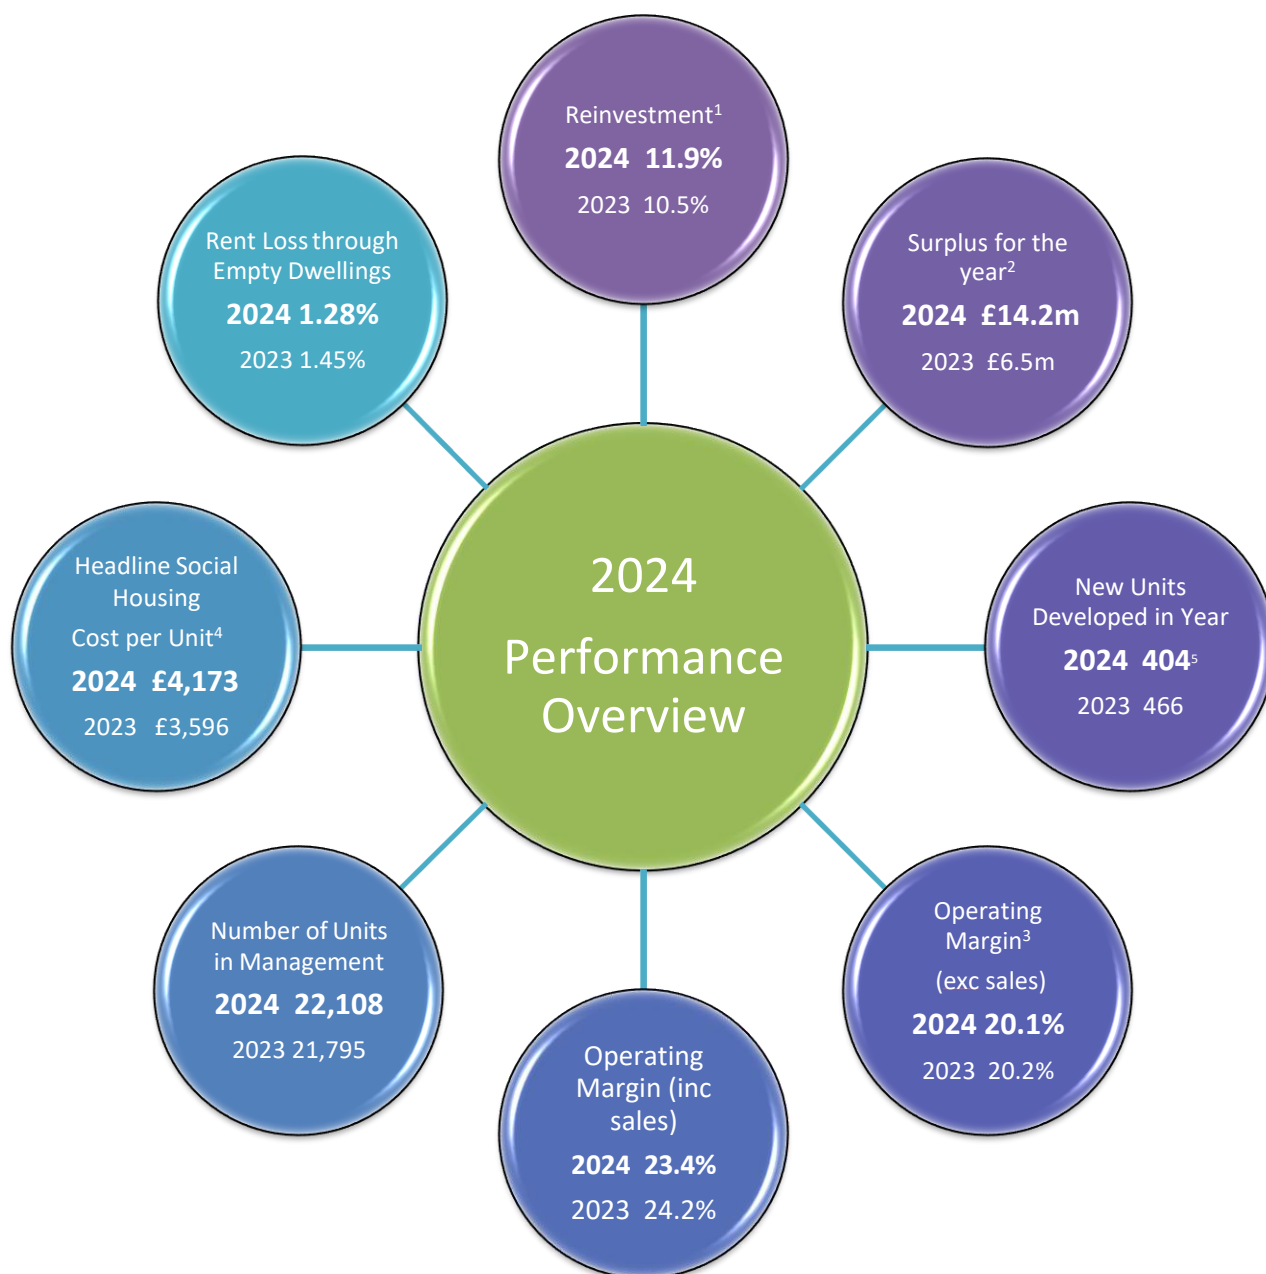 Reinvestment¹
2024 11.9%
2023 10.5%
Surplus for the
year²
2024 £14.2m
2023 £6.5m
New Units
Developed in Year
2024 404⁵
2023 466
Operating
Margin³
(exc sales)
2024 20.1%
2023 20.2%
Operating
Margin (inc
sales)
2024 23.4%
2023 24.2%
Number of Units
in Management
2024 22,108
2023 21,795
Headline Social
Housing
Cost per Unit⁴
2024 £4,173
2023 £3,596
Rent Loss through
Empty Dwellings
2024 1.28%
2023 1.45%
2024
Performance
Overview